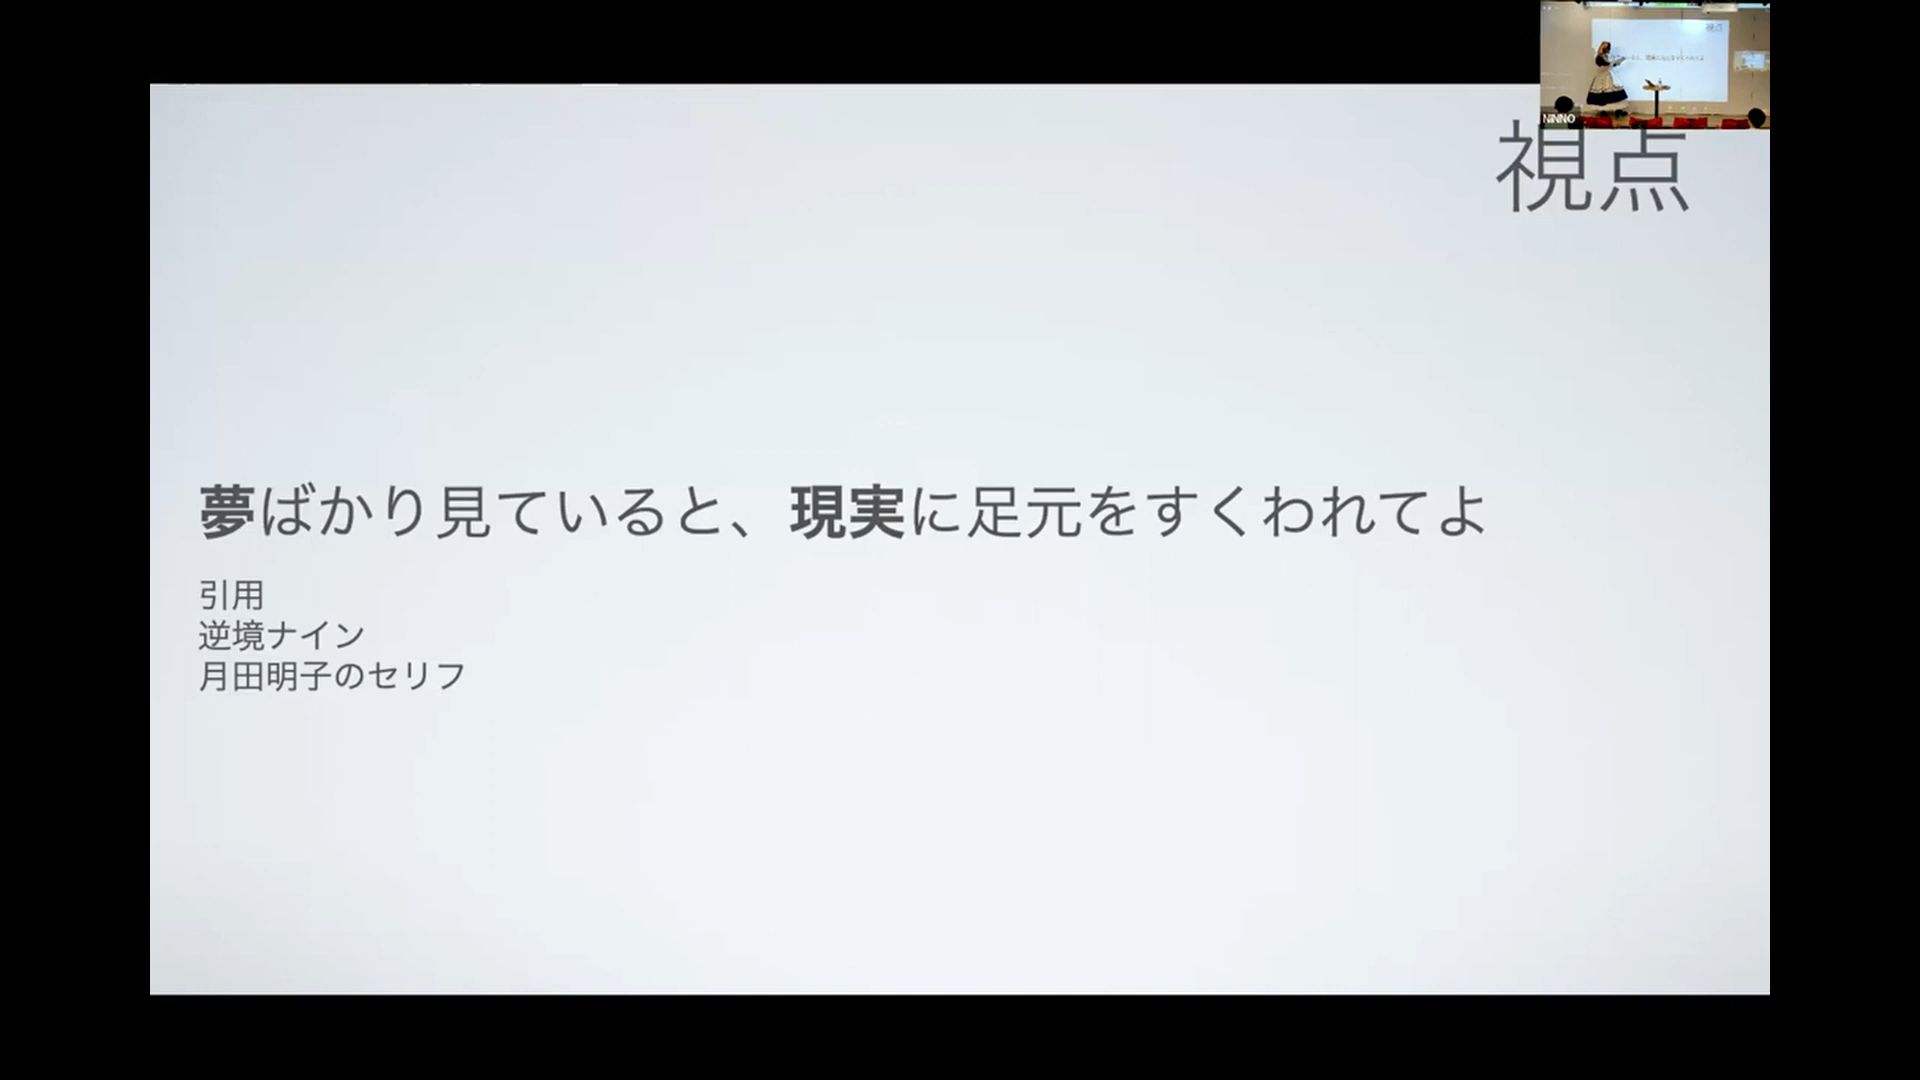 視点
夢ばかり見ていると、現実に足元をすくわれてよ
引用
逆境ナイン
月田明子のセリフ
NINNO